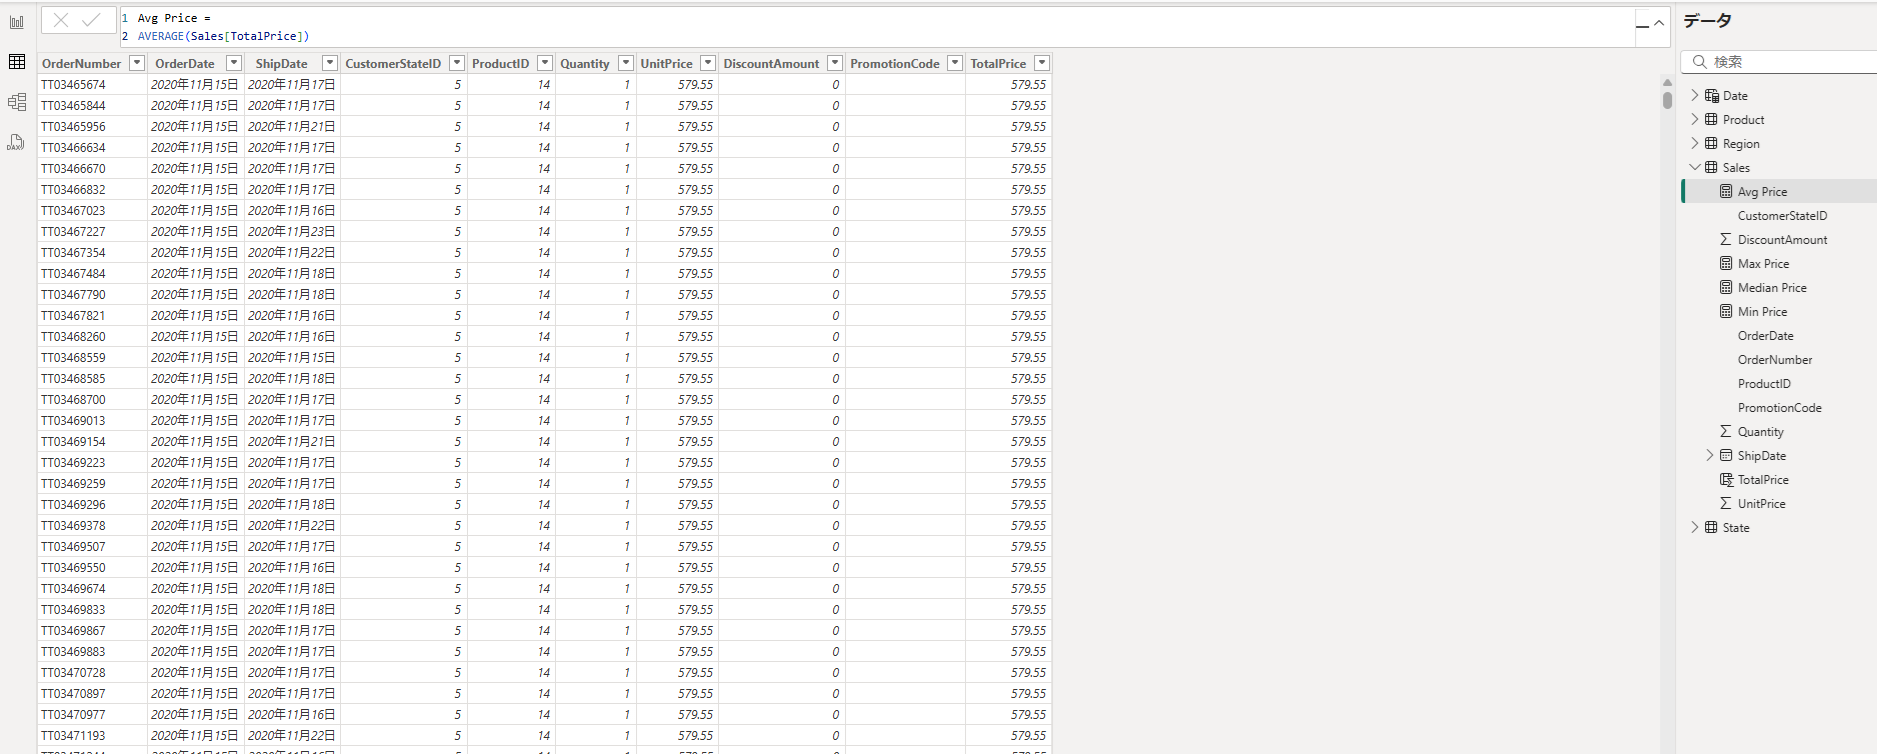 1 Avg Price =
2 AVERAGE(Sales[TotalPrice])
OrderNumber OrderDate ShipDate CustomerStateID ProductID Quantity UnitPrice DiscountAmount PromotionCode TotalPrice
TT03465674 2020年11月15日 2020年11月17日 5 14 1 579.55 0 579.55
TT03465844 2020年11月15日 2020年11月17日 5 14 1 579.55 0 579.55
TT03465956 2020年11月15日 2020年11月21日 5 14 1 579.55 0 579.55
TT03466634 2020年11月15日 2020年11月17日 5 14 1 579.55 0 579.55
TT03466670 2020年11月15日 2020年11月17日 5 14 1 579.55 0 579.55
TT03466832 2020年11月15日 2020年11月17日 5 14 1 579.55 0 579.55
TT03467023 2020年11月15日 2020年11月16日 5 14 1 579.55 0 579.55
TT03467227 2020年11月15日 2020年11月23日 5 14 1 579.55 0 579.55
TT03467354 2020年11月15日 2020年11月22日 5 14 1 579.55 0 579.55
TT03467484 2020年11月15日 2020年11月18日 5 14 1 579.55 0 579.55
TT03467790 2020年11月15日 2020年11月18日 5 14 1 579.55 0 579.55
TT03467821 2020年11月15日 2020年11月16日 5 14 1 579.55 0 579.55
TT03468260 2020年11月15日 2020年11月16日 5 14 1 579.55 0 579.55
TT03468559 2020年11月15日 2020年11月15日 5 14 1 579.55 0 579.55
TT03468585 2020年11月15日 2020年11月18日 5 14 1 579.55 0 579.55
TT03468700 2020年11月15日 2020年11月17日 5 14 1 579.55 0 579.55
TT03469013 2020年11月15日 2020年11月17日 5 14 1 579.55 0 579.55
TT03469154 2020年11月15日 2020年11月21日 5 14 1 579.55 0 579.55
TT03469223 2020年11月15日 2020年11月17日 5 14 1 579.55 0 579.55
TT03469259 2020年11月15日 2020年11月17日 5 14 1 579.55 0 579.55
TT03469296 2020年11月15日 2020年11月18日 5 14 1 579.55 0 579.55
TT03469378 2020年11月15日 2020年11月22日 5 14 1 579.55 0 579.55
TT03469507 2020年11月15日 2020年11月17日 5 14 1 579.55 0 579.55
TT03469550 2020年11月15日 2020年11月16日 5 14 1 579.55 0 579.55
TT03469674 2020年11月15日 2020年11月18日 5 14 1 579.55 0 579.55
TT03469833 2020年11月15日 2020年11月18日 5 14 1 579.55 0 579.55
TT03469867 2020年11月15日 2020年11月17日 5 14 1 579.55 0 579.55
TT03469883 2020年11月15日 2020年11月17日 5 14 1 579.55 0 579.55
TT03470728 2020年11月15日 2020年11月17日 5 14 1 579.55 0 579.55
TT03470897 2020年11月15日 2020年11月17日 5 14 1 579.55 0 579.55
TT03470977 2020年11月15日 2020年11月16日 5 14 1 579.55 0 579.55
TT03471193 2020年11月15日 2020年11月22日 5 14 1 579.55 0 579.55
データ
検索
Date
Product
Region
Sales
Avg Price
CustomerStateID
DiscountAmount
Max Price
Median Price
Min Price
OrderDate
OrderNumber
ProductID
PromotionCode
Quantity
ShipDate
TotalPrice
UnitPrice
State
DAX